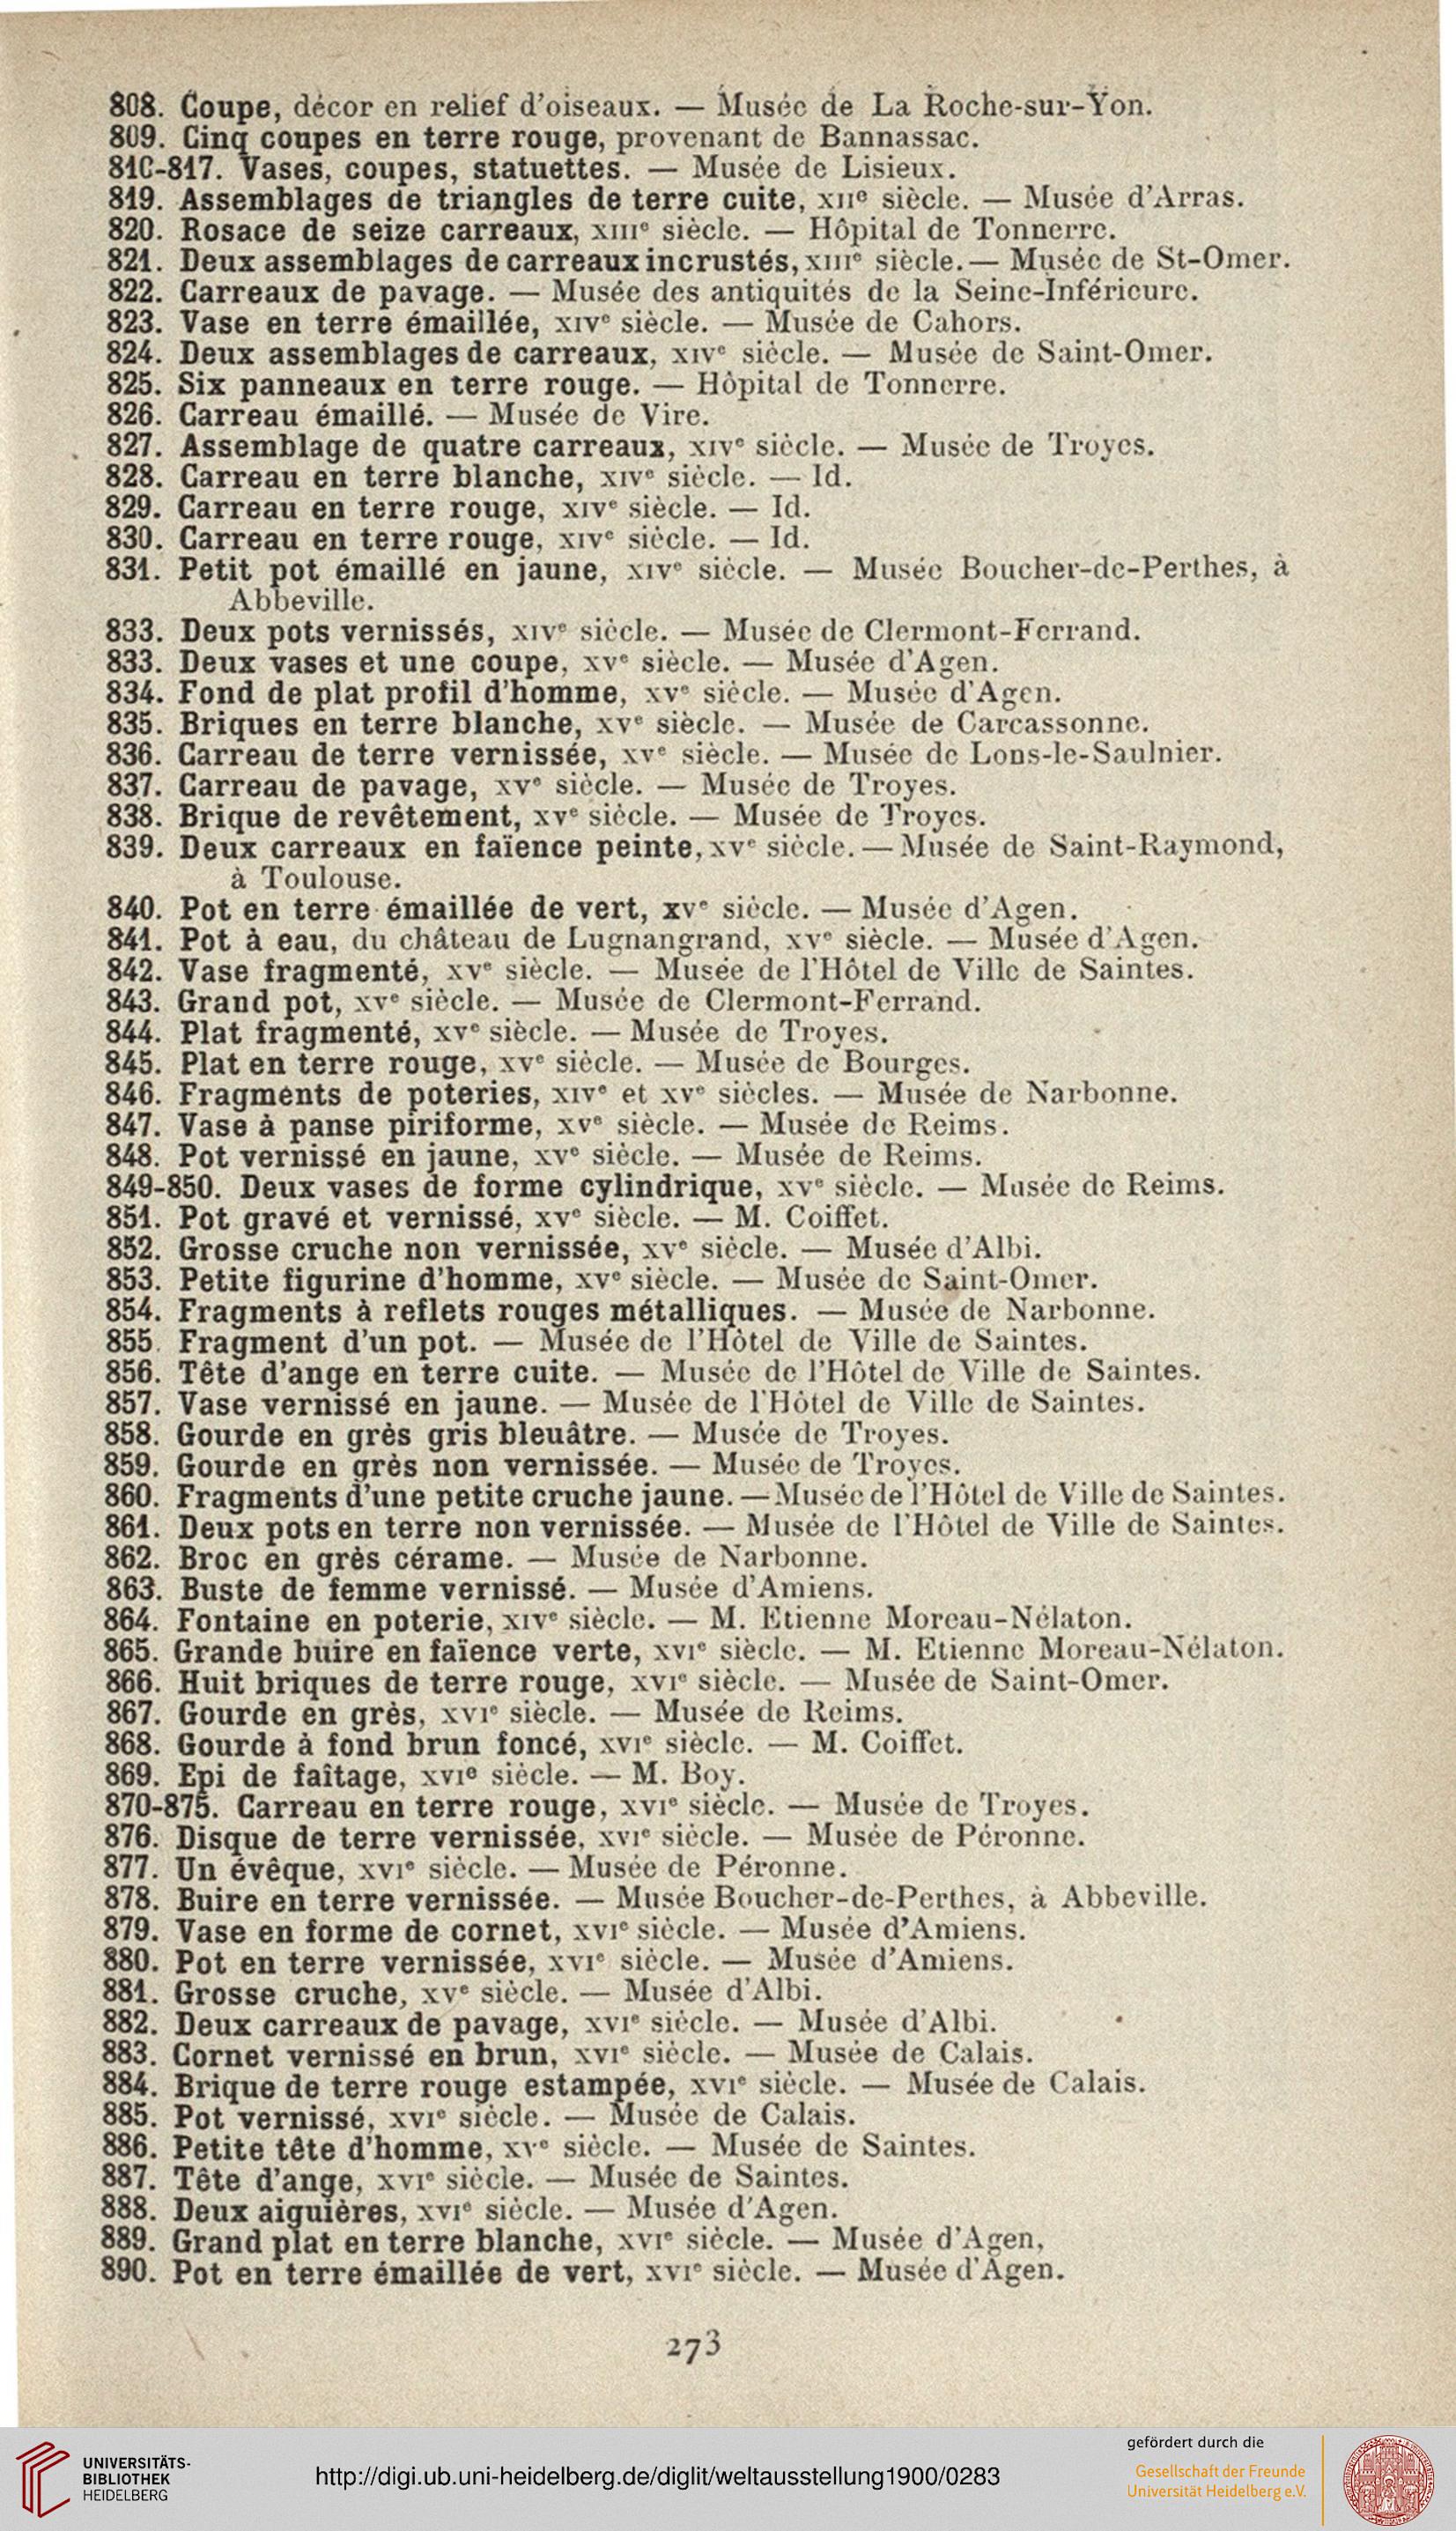 808. Coupe, décor en relief d'oiseaux. — Musée de La Roche-sur-Yon.
809. Cinq coupes en terre rouge, provenant de Bannassac.
810-817. Vases, coupes, statuettes. — Musée de Lisieux.
819. Assemblages de triangles de terre cuite, XIIe siècle. — Musée d'Arras.
820. Rosace de seize carreaux, XIIIe siècle. — Hôpital de Tonnerre.
821. Deux assemblages de carreaux incrustés, XIIIe siècle. — Musée de St-Omer.
822. Carreaux de pavage. — Musée des antiquités de la Seine-Inférieure.
823. Vase en terre émaillée, XIVe siècle. — Musée de Cahors.
824. Deux assemblages de carreaux, XIVe siècle. — Musée de Saint-Omer.
825. Six panneaux en terre rouge. — Hôpital de Tonnerre.
826. Carreau émaillé. — Musée de Vire.
827. Assemblage de quatre carreaux, XIVe siècle. — Musée de Troyes.
828. Carreau en terre blanche, XIVe siècle. — Id.
829. Carreau en terre rouge, XIVe siècle. — Id.
830. Carreau en terre rouge, XIVe siècle. — Id.
831. Petit pot émaillé en jaune, XIVe siècle. — Musée Boucher-de-Perthes, à
Abbeville.
833. Deux pots vernissés, XIVe siècle. — Musée de Clermont-Ferrand.
833. Deux vases et une coupe, XVe siècle. — Musée d'Agen.
834. Fond de plat profil d'homme, XVe siècle. — Musée d'Agen.
835. Briques en terre blanche, XVe siècle. — Musée de Carcassonne.
836. Carreau de terre vernissée, XVe siècle. — Musée de Lons-le-Saulnier.
837. Carreau de pavage, XVe siècle. — Musée de Troyes.
838. Brique de revêtement, XVe siècle. — Musée de Troyes.
839. Deux carreaux en faïence peinte, XVe siècle. — Musée de Saint-Raymond,
à Toulouse.
840. Pot en terre émaillée de vert, XVe siècle. — Musée d'Agen.
841. Pot à eau, du château de Lugnangrand, XVe siècle. — Musée d'Agen.
842. Vase fragmenté, XVe siècle. — Musée de l'Hôtel de Ville de Saintes.
843. Grand pot, XVe siècle. — Musée de Clermont-Ferrand.
844. Plat fragmenté, XVe siècle. — Musée de Troyes.
845. Plat en terre rouge, XVe siècle. — Musée de Bourges.
846. Fragments de poteries, XIVe et XVe siècles. — Musée de Narbonne.
847. Vase à panse piriforme, XVe siècle. — Musée de Reims.
848. Pot vernissé en jaune, XVe siècle. — Musée de Reims.
849-850. Deux vases de forme cylindrique, XVe siècle. — Musée de Reims.
851. Pot gravé et vernissé, XVe siècle. — M. Coiffet.
852. Grosse cruche non vernissée, XVe siècle. — Musée d'Albi.
853. Petite figurine d'homme, XVe siècle. — Musée de Saint-Omer.
854. Fragments à reflets rouges métalliques. — Musée de Narbonne.
855. Fragment d'un pot. — Musée de l'Hôtel de Ville de Saintes.
856. Tête d'ange en terre cuite. — Musée de l'Hôtel de Ville de Saintes.
857. Vase vernissé en jaune. — Musée de l'Hôtel de Ville de Saintes.
858. Gourde en grès gris bleuâtre. — Musée de Troyes.
859. Gourde en grès non vernissée. — Musée de Troyes.
860. Fragments d'une petite cruche jaune. — Musée de l'Hôtel de Ville de Saintes.
861. Deux pots en terre non vernissée. — Musée de l'Hôtel de Ville de Saintes.
862. Broc en grès cérame. — Musée de Narbonne.
863. Buste de femme vernissé. — Musée d'Amiens.
864. Fontaine en poterie, XIVe siècle. — M. Etienne Moreau-Nélaton.
865. Grande buire en faïence verte, XVIe siècle. — M. Etienne Moreau-Nélaton.
866. Huit briques de terre rouge, XVIe siècle. — Musée de Saint-Omer.
867. Gourde en grès, XVIe siècle. — Musée de Reims.
868. Gourde à fond brun foncé, XVIe siècle. — M. Coiffet.
869. Epi de faîtage, XVIe siècle. — M. Boy.
870-875. Carreau en terre rouge, XVIe siècle. — Musée de Troyes.
876. Disque de terre vernissée, XVIe siècle. — Musée de Péronne.
877. Un évêque, XVIe siècle. — Musée de Péronne.
878. Buire en terre vernissée. — Musée Boucher-de-Perthes, à Abbeville.
879. Vase en forme de cornet, XVIe siècle. — Musée d'Amiens.
880. Pot en terre vernissée, XVIe siècle. — Musée d'Amiens.
881. Grosse cruche, XVe siècle. — Musée d'Albi.
882. Deux carreaux de pavage, XVIe siècle. — Musée d'Albi.
883. Cornet vernissé en brun, XVIe siècle. — Musée de Calais.
884. Brique de terre rouge estampée, XVIe siècle. — Musée de Calais.
885. Pot vernissé, XVIe siècle. — Musée de Calais.
886. Petite tête d'homme, XVe siècle. — Musée de Saintes.
887. Tête d'ange, XVIe siècle. — Musée de Saintes.
888. Deux aiguières, XVIe siècle. — Musée d'Agen.
889. Grand plat en terre blanche, XVIe siècle. — Musée d'Agen,
890. Pot en terre émaillée de vert, XVIe siècle. — Musée d'Agen.
273
UNIVERSITÄTS-
BIBLIOTHEK
HEIDELBERG
http://digi.ub.uni-heidelberg.de/diglit/weltausstellung1900/0283
gefördert durch die
Gesellschaft der Freunde
Universität Heidelberg e.V.